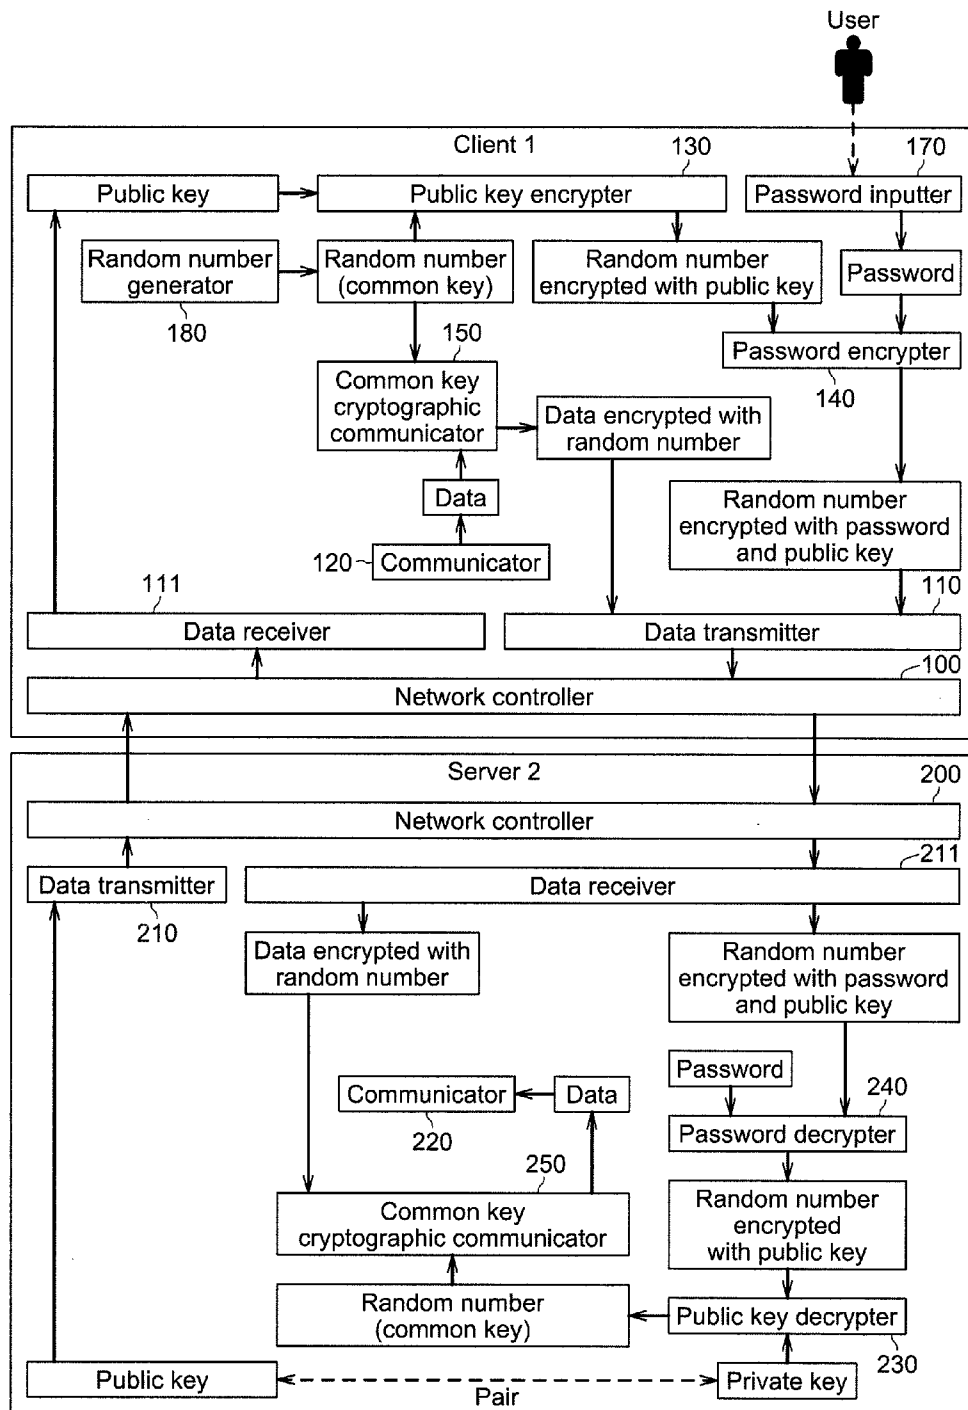 User
Client 1
130
170
Public key
Public key encrypter
Password inputter
Random number
generator
180
Random number
(common key)
Random number
encrypted with public key
Password
150
Password encrypter
140
Common key
cryptographic
communicator
Data encrypted with
random number
Data
120
Communicator
Random number
encrypted with password
and public key
111
110
Data receiver
Data transmitter
100
Network controller
Server 2
200
Network controller
211
Data transmitter
210
Data receiver
Data encrypted with
random number
Random number
encrypted with password
and public key
Password
240
Communicator
220
Data
Password decrypter
250
Common key
cryptographic communicator
Random number
encrypted
with public key
Random number
(common key)
Public key decrypter
230
Public key
Pair
Private key